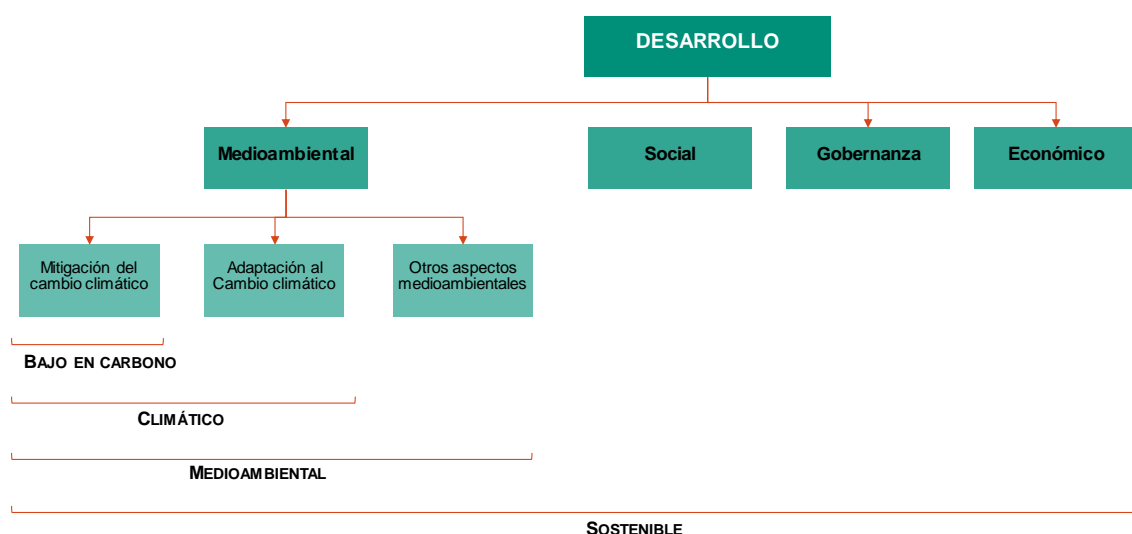 DESARROLLO
Medioambiental
Social
Gobernanza
Económico
Mitigación del
cambio climático
Adaptación al
Cambio climático
Otros aspectos
medioambientales
BAJO EN CARBONO
CLIMÁTICO
MEDIOAMBIENTAL
SOSTENIBLE